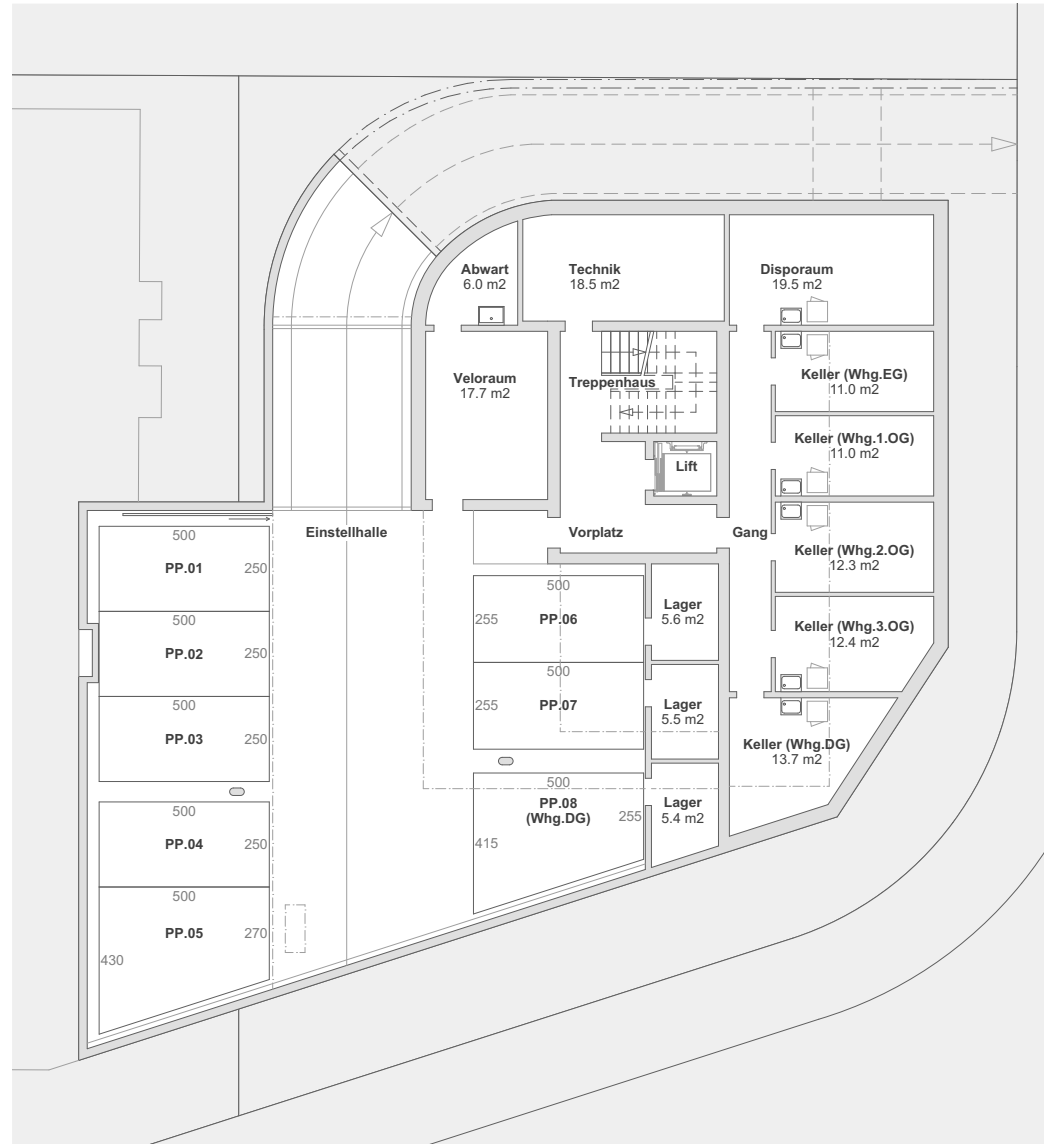 Abwart
6.0 m2
Technik
18.5 m2
Disporaum
19.5 m2
Veloraum
17.7 m2
Treppenhaus
Lift
Keller (Whg.EG)
11.0 m2
Keller (Whg.1.OG)
11.0 m2
Einstellhalle
Vorplatz
Gang
Keller (Whg.2.OG)
12.3 m2
Keller (Whg.3.OG)
12.4 m2
Keller (Whg.DG)
13.7 m2
500
PP.01
250
500
PP.02
250
500
PP.03
250
500
PP.04
250
500
PP.05
270
430
500
255
PP.06
500
255
PP.07
500
PP.08
(Whg.DG)
255
415
Lager
5.6 m2
Lager
5.5 m2
Lager
5.4 m2